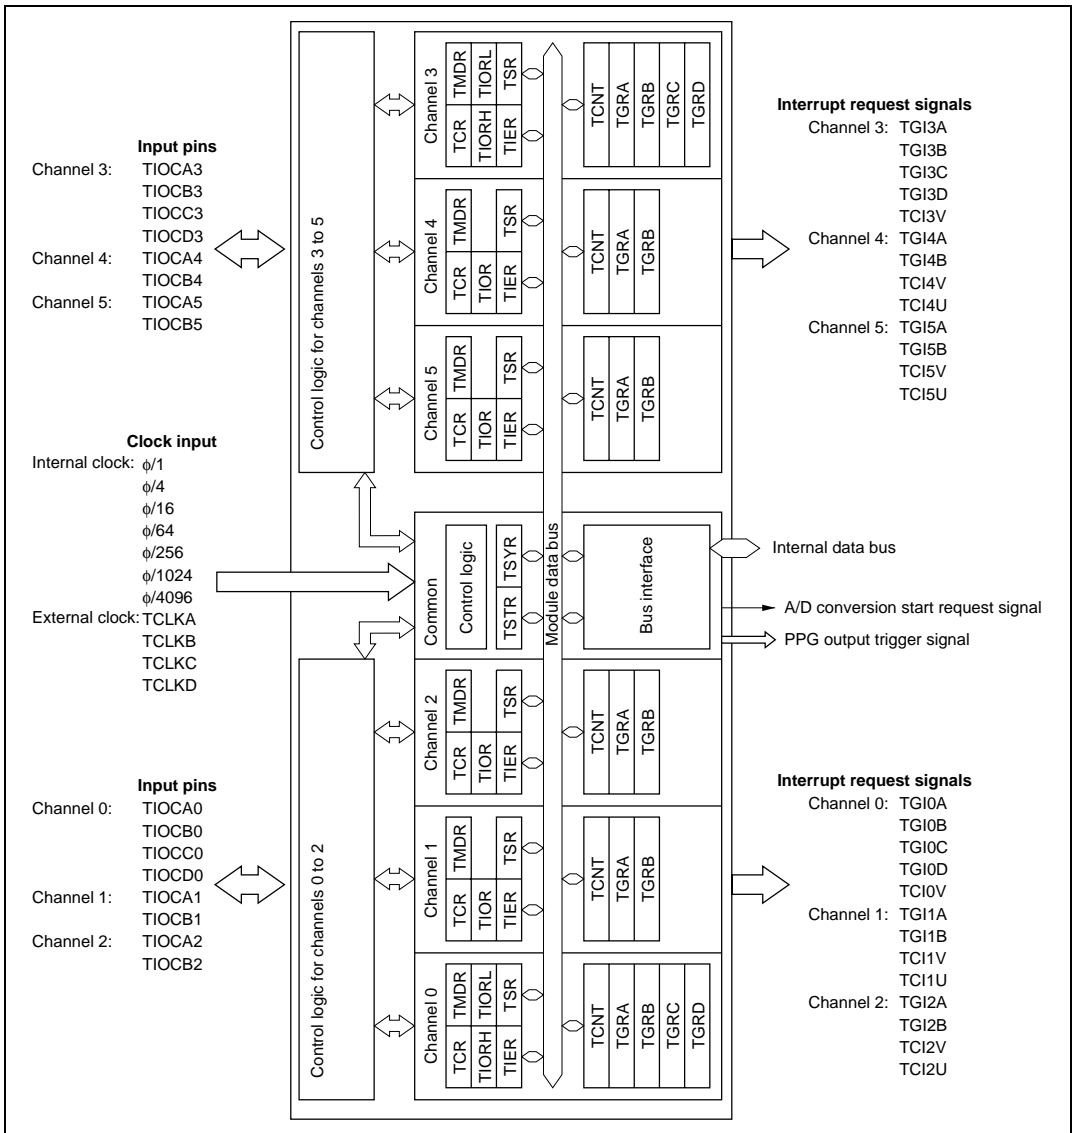 Input pins
Channel 3: TIOCA3
TIOCB3
TIOCC3
TIOCD3
Channel 4: TIOCA4
TIOCB4
Channel 5: TIOCA5
TIOCB5
Clock input
Internal clock: ϕ/1
ϕ/4
ϕ/16
ϕ/64
ϕ/256
ϕ/1024
ϕ/4096
External clock: TCLKA
TCLKB
TCLKC
TCLKD
Input pins
Channel 0: TIOCA0
TIOCB0
TIOCC0
TIOCD0
Channel 1: TIOCA1
TIOCB1
Channel 2: TIOCA2
TIOCB2
Control logic for channels 3 to 5
Control logic for channels 0 to 2
Channel 3
TCR TMDR
TIORH TIORL
TIER TSR
TCNT
TGRA
TGRB
TGRC
TGRD
Channel 4
TCR TMDR
TIOR
TIER TSR
TCNT
TGRA
TGRB
Channel 5
TCR TMDR
TIOR
TIER TSR
TCNT
TGRA
TGRB
Common
Control logic
TSTR TSYR
Module data bus
Bus interface
Channel 2
TCR TMDR
TIOR
TIER TSR
TCNT
TGRA
TGRB
Channel 1
TCR TMDR
TIOR
TIER TSR
TCNT
TGRA
TGRB
Channel 0
TCR TMDR
TIORH TIORL
TIER TSR
TCNT
TGRA
TGRB
TGRC
TGRD
Interrupt request signals
Channel 3: TGI3A
TGI3B
TGI3C
TGI3D
TCI3V
Channel 4: TGI4A
TGI4B
TCI4V
TCI4U
Channel 5: TGI5A
TGI5B
TCI5V
TCI5U
Internal data bus
A/D conversion start request signal
PPG output trigger signal
Interrupt request signals
Channel 0: TGI0A
TGI0B
TGI0C
TGI0D
TCI0V
Channel 1: TGI1A
TGI1B
TCI1V
TCI1U
Channel 2: TGI2A
TGI2B
TCI2V
TCI2U